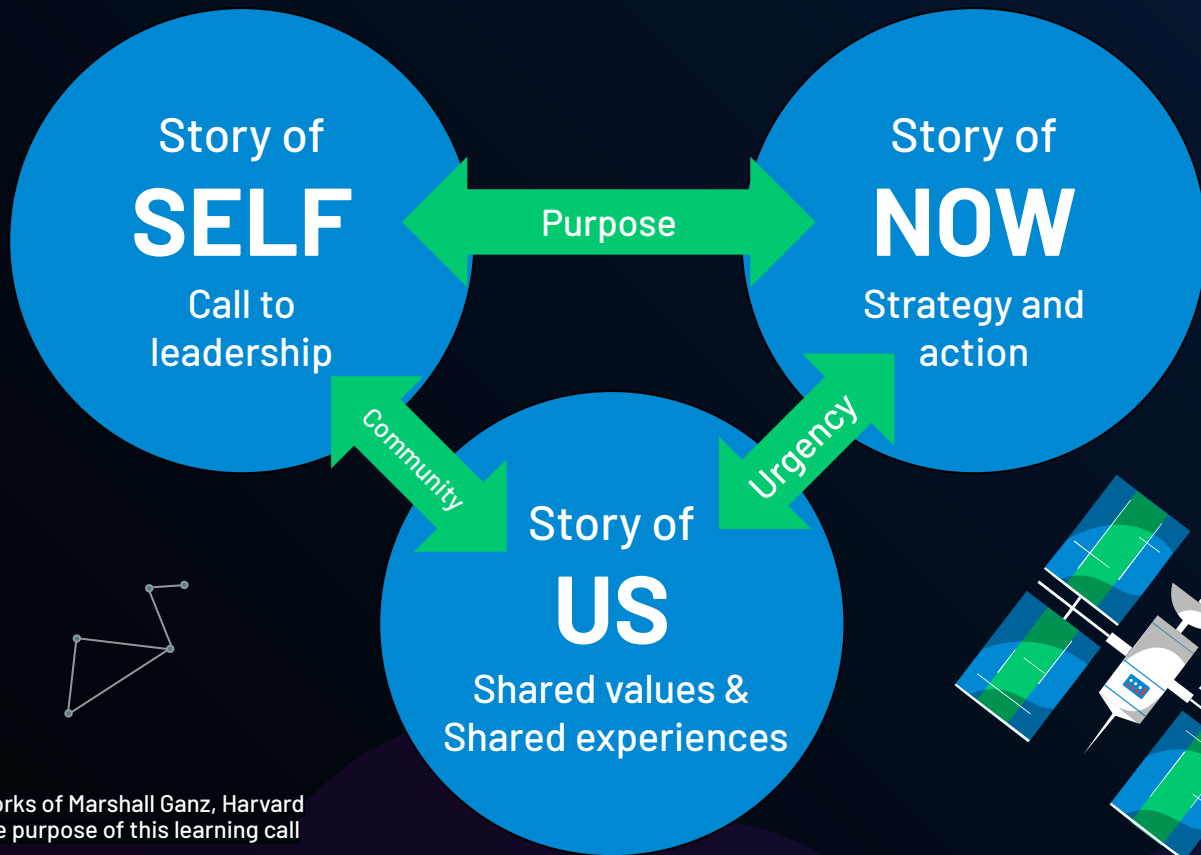 Story of
SELF
Call to
leadership
Purpose
Story of
NOW
Strategy and
action
Community
Urgency
Story of
US
Shared values &
Shared experiences
of Marshall Ganz, Harvard
purpose of this learning call